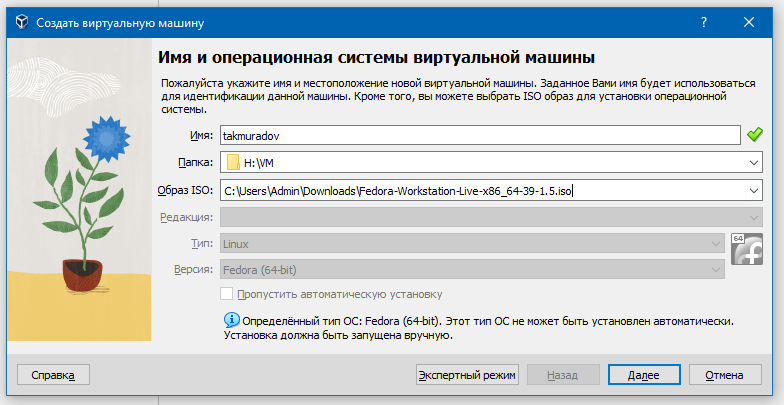 Создать виртуальную машину
? ×
Имя и операционная системы виртуальной машины
Пожалуйста укажите имя и местоположение новой виртуальной машины. Заданное Вами имя будет использоваться
для идентификации данной машины. Кроме того, вы можете выбрать ISO образ для установки операционной
системы.
Имя: takmuradov
Папка: H:\VM
Образ ISO: C:\Users\Admin\Downloads\Fedora-Workstation-Live-x86_64-39-1.5.iso
Редакция:
Тип: Linux
64
Версия: Fedora (64-bit)
Пропустить автоматическую установку
Определённый тип ОС: Fedora (64-bit). Этот тип ОС не может быть установлен автоматически.
Установка должна быть запущена вручную.
Справка Экспертный режим Назад Далее Отмена